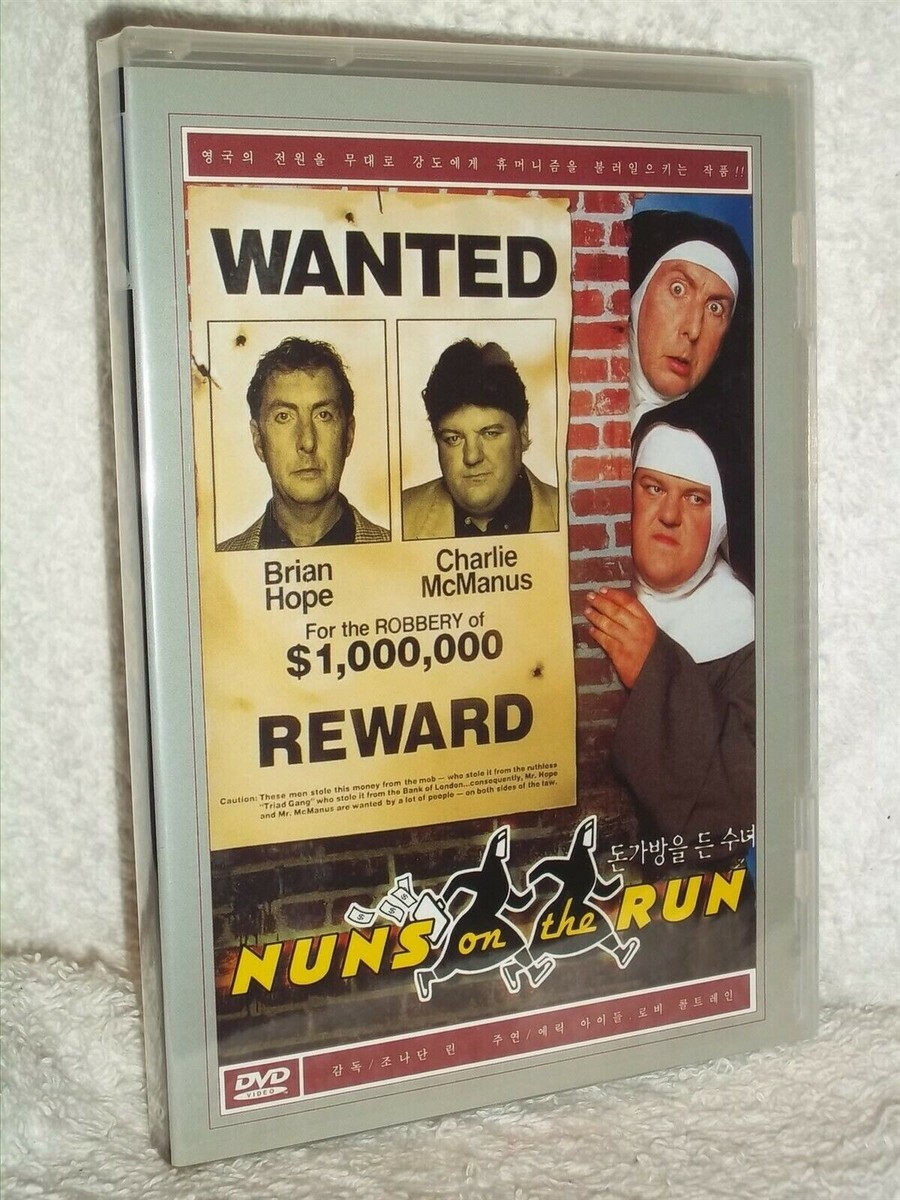 영국의 전원을 무대로 강도에게 휴머니즘을 불러일으키는 작품!!
WANTED
Brian Hope
Charlie McManus
For the ROBBERY of
$1,000,000
REWARD
Caution: These men stole this money from the mob — who stole it from the ruthless
"Triad Gang" who stole it from the Bank of London...consequently, Mr. Hope
and Mr. McManus are wanted by a lot of people — on both sides of the law.
돈가방을 든 수녀
NUNS on the RUN
DVD VIDEO
감독/조나단 린 주연/에릭 아이들. 로비 콜트레인